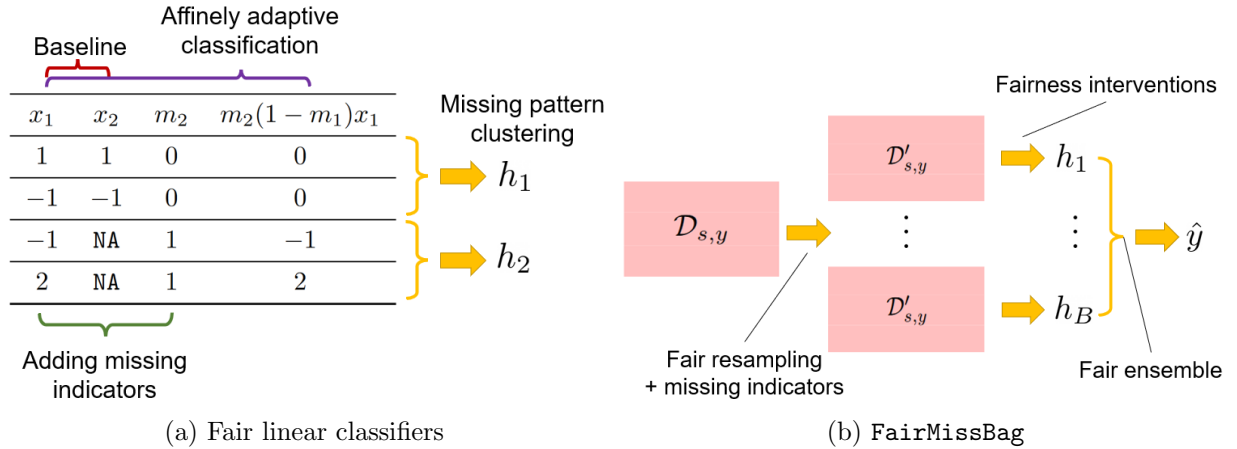 Affinely adaptive
classification
Baseline
x₁ x₂ m₂ m₂(1 − m₁)x₁
1 1 0 0
−1 −1 0 0
−1 NA 1 −1
2 NA 1 2
Missing pattern
clustering
h₁
h₂
Adding missing
indicators
(a) Fair linear classifiers
Fairness interventions
𝒟′ₛ,ᵧ
h₁
𝒟ₛ,ᵧ
⋮ ⋮
ŷ
𝒟′ₛ,ᵧ
h_B
Fair resampling
+ missing indicators
Fair ensemble
(b) FairMissBag